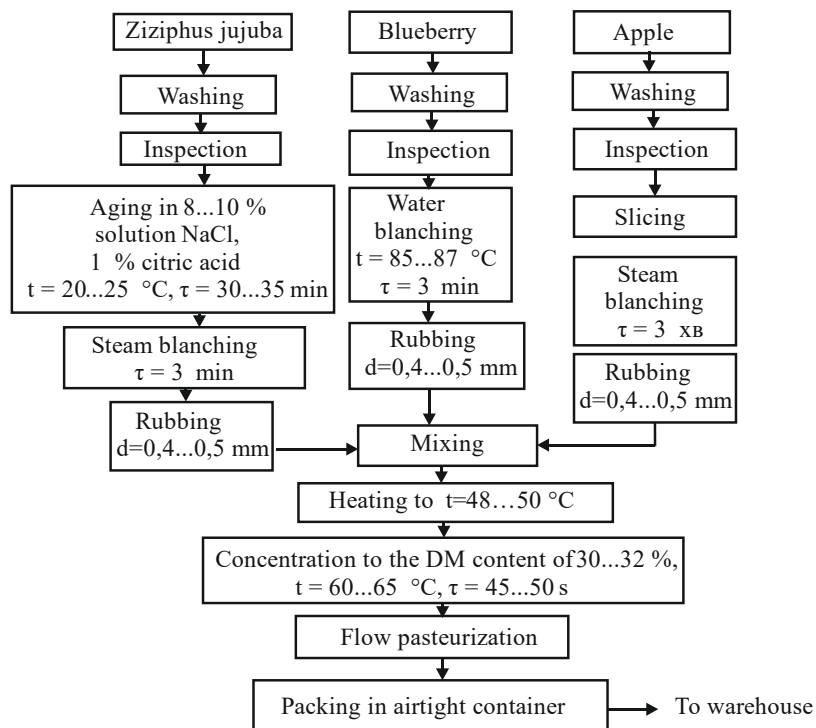 Ziziphus jujuba
Washing
Inspection
Aging in 8...10 %
solution NaCl,
1 % citric acid
t = 20...25 °C, τ = 30...35 min
Steam blanching
τ = 3 min
Rubbing
d=0,4...0,5 mm
Blueberry
Washing
Inspection
Water
blanching
t = 85...87 °C
τ = 3 min
Rubbing
d=0,4...0,5 mm
Apple
Washing
Inspection
Slicing
Steam
blanching
τ = 3 хв
Rubbing
d=0,4...0,5 mm
Mixing
Heating to t=48…50 °C
Concentration to the DM content of 30...32 %,
t = 60...65 °C, τ = 45...50 s
Flow pasteurization
Packing in airtight container
To warehouse